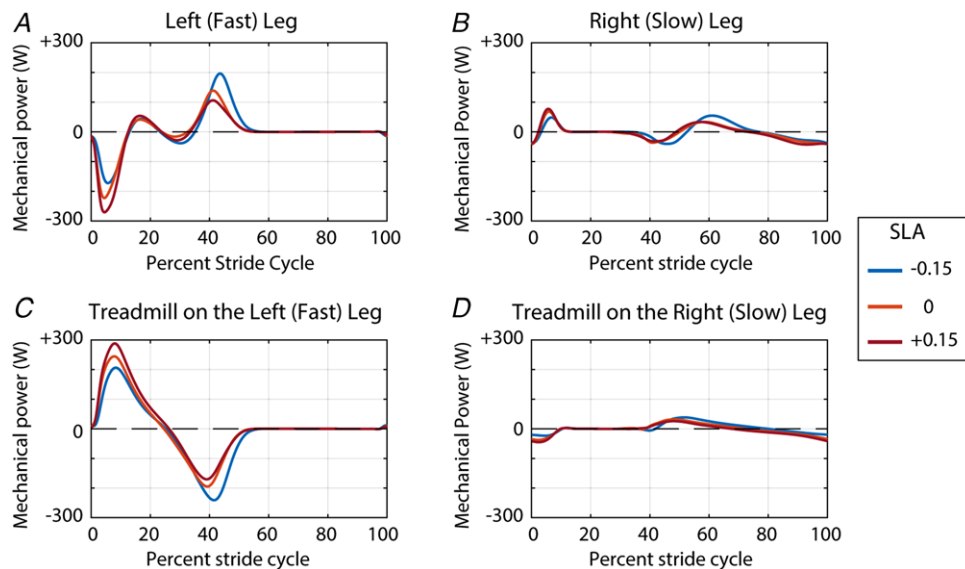 A
Left (Fast) Leg
+300
0
-300
Mechanical power (W)
0 20 40 60 80 100
Percent Stride Cycle
B
Right (Slow) Leg
+300
0
-300
Mechanical Power (W)
0 20 40 60 80 100
Percent stride cycle
C
Treadmill on the Left (Fast) Leg
+300
0
-300
Mechanical power (W)
0 20 40 60 80 100
Percent stride cycle
D
Treadmill on the Right (Slow) Leg
+300
0
-300
Mechanical Power (W)
0 20 40 60 80 100
Percent stride cycle
SLA
-0.15
0
+0.15